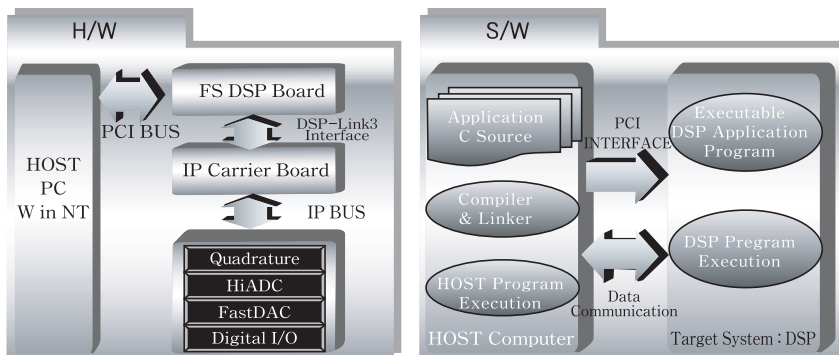 H/W
HOST
PC
W in NT
PCI BUS
FS DSP Board
DSP-Link3
Interface
IP Carrier Board
IP BUS
Quadrature
HiADC
FastDAC
Digital I/O
S/W
Application
C Source
Compiler
& Linker
HOST Program
Execution
HOST Computer
PCI
INTERFACE
Data
Communication
Executable
DSP Application
Program
DSP Pregram
Execution
Target System : DSP